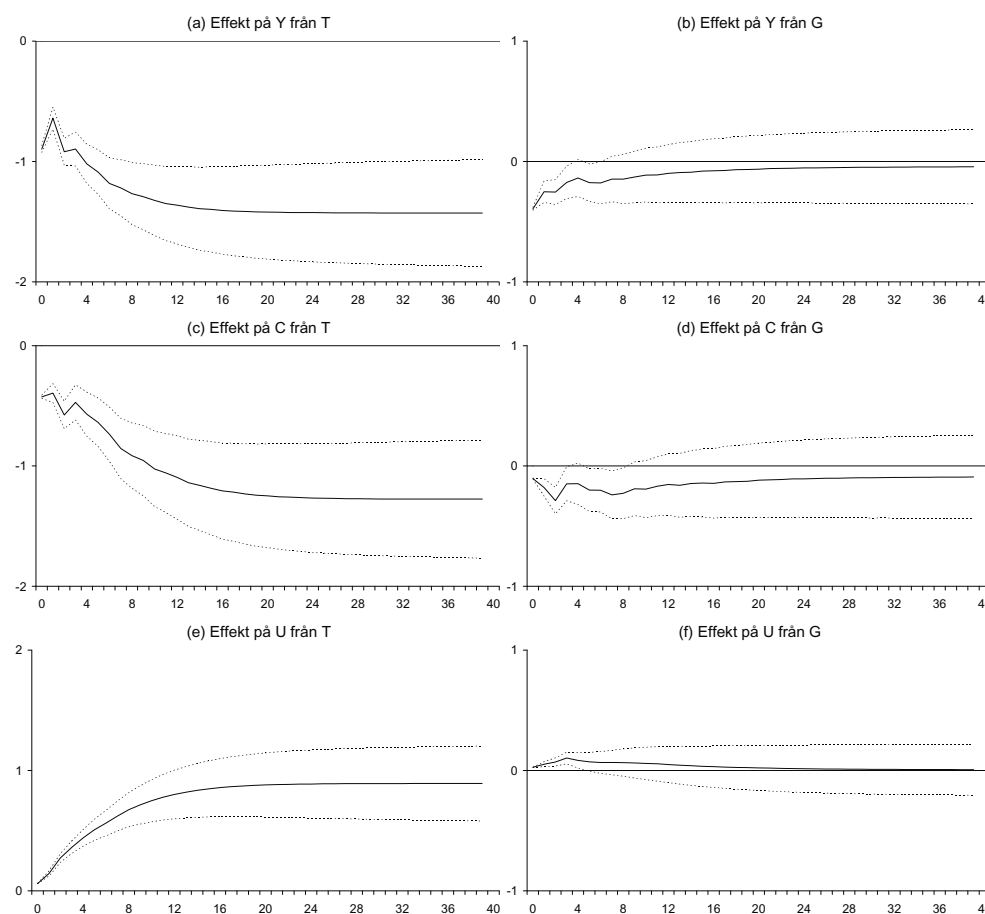 (a) Effekt på Y från T
(b) Effekt på Y från G
0
-1
-2
0 4 8 12 16 20 24 28 32 36 40
1
0
-1
0 4 8 12 16 20 24 28 32 36 4
(c) Effekt på C från T
(d) Effekt på C från G
0
-1
-2
0 4 8 12 16 20 24 28 32 36 40
1
0
-1
0 4 8 12 16 20 24 28 32 36 4
(e) Effekt på U från T
(f) Effekt på U från G
2
1
0
0 4 8 12 16 20 24 28 32 36 40
1
0
-1
0 4 8 12 16 20 24 28 32 36 4